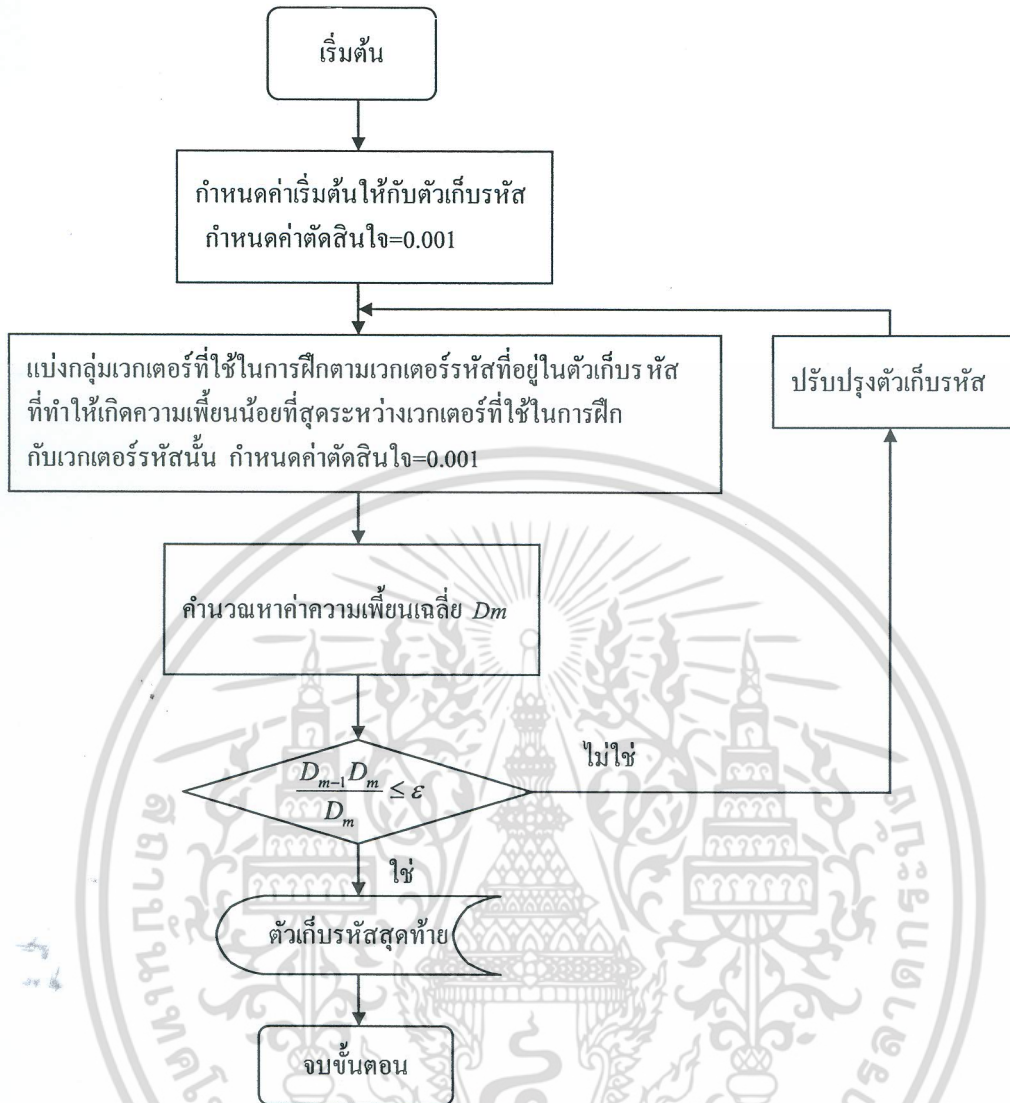 เริ่มต้น
กำหนดค่าเริ่มต้นให้กับตัวเก็บรหัส
กำหนดค่าตัดสินใจ=0.001
แบ่งกลุ่มเวกเตอร์ที่ใช้ในการฝึกตามเวกเตอร์รหัสที่อยู่ในตัวเก็บรหัส
ที่ทำให้เกิดความเพี้ยนน้อยที่สุดระหว่างเวกเตอร์ที่ใช้ในการฝึก
กับเวกเตอร์รหัสนั้น กำหนดค่าตัดสินใจ=0.001
ปรับปรุงตัวเก็บรหัส
คำนวณหาค่าความเพี้ยนเฉลี่ย Dm
D_{m-1}D_m / D_m ≤ ε
ไม่ใช่
ใช่
ตัวเก็บรหัสสุดท้าย
จบขั้นตอน